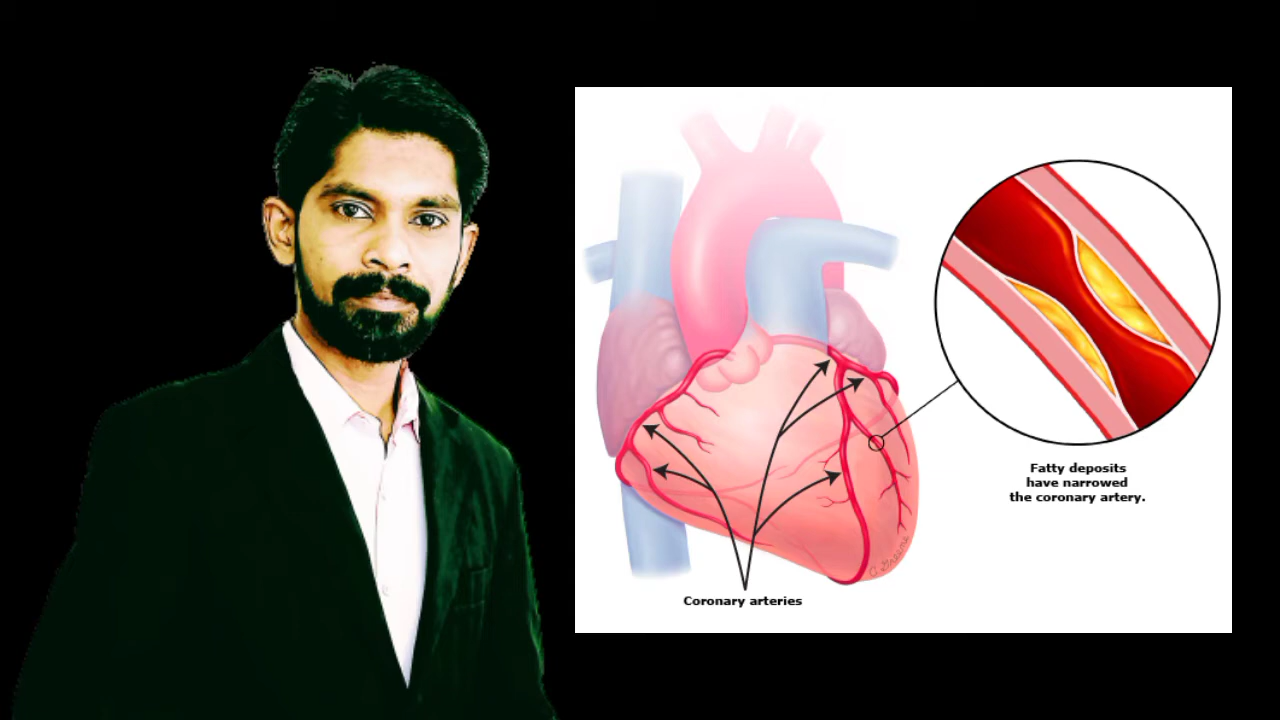 Fatty deposits
have narrowed
the coronary artery.
Coronary arteries